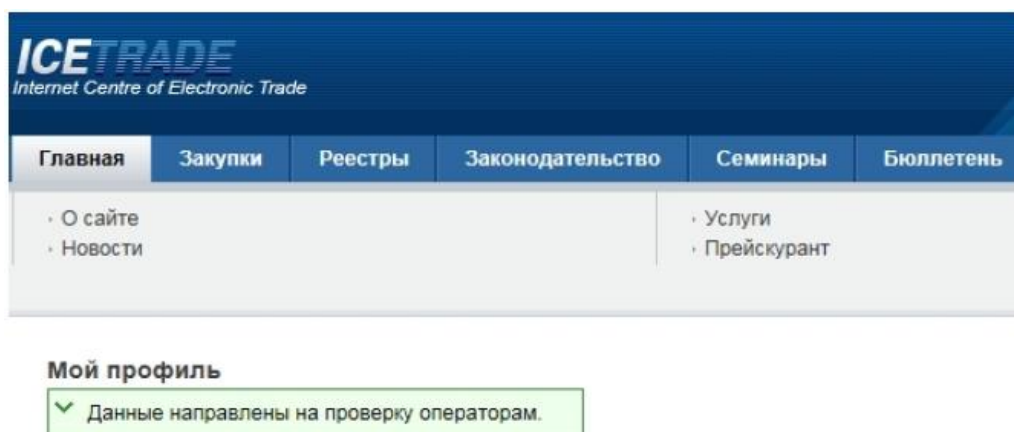 ICETRADE
Internet Centre of Electronic Trade
Главная Закупки Реестры Законодательство Семинары Бюллетень
О сайте Услуги
Новости Прейскурант
Мой профиль
Данные направлены на проверку операторам.